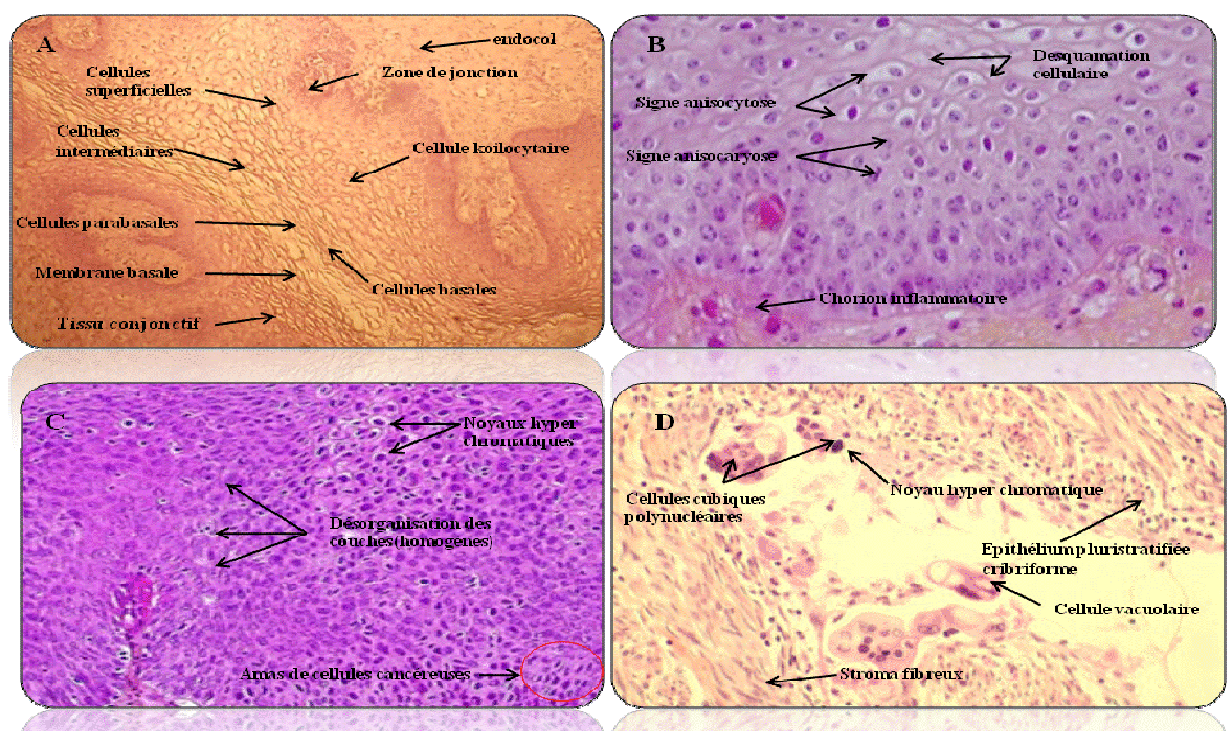 A
endocol
Zone de jonction
Cellules
superficielles
Cellules
intermédiaires
Cellule koilocytaire
Cellules parabasales
Membrane basale
Cellules basales
Tissu conjonctif
B
Desquamation
cellulaire
Signe anisocytose
Signe anisocaryose
Chorion inflammatoire
C
Noyaux hyper
chromatiques
Désorganisation des
couches(homogenes)
Amas de cellules cancéreuses
D
Cellules cubiques
polynucléaires
Noyau hyper chromatique
Epithélium pluristratifiée
cribriforme
Cellule vacuolaire
Stroma fibreux